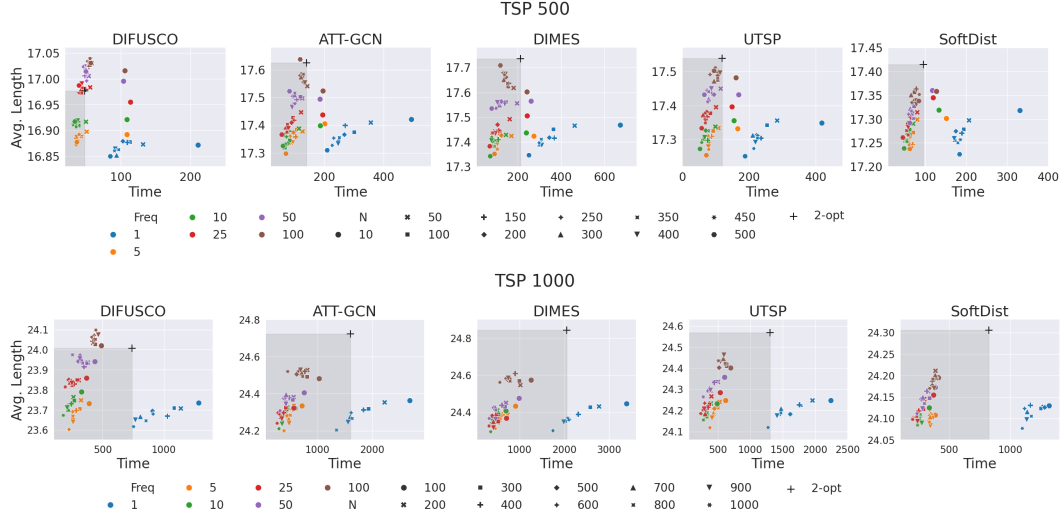 TSP 500
DIFUSCO ATT-GCN DIMES UTSP SoftDist
Avg. Length
17.05 17.00 16.95 16.90 16.85
17.6 17.5 17.4 17.3
17.7 17.6 17.5 17.4 17.3
17.5 17.4 17.3
17.45 17.40 17.35 17.30 17.25 17.20
100 200
200 400
0 200 400 600
0 200 400
100 200 300 400
Time Time Time Time Time
Freq 10 50 N 50 150 250 350 450 2-opt
1 25 100 10 100 200 300 400 500
5
TSP 1000
DIFUSCO ATT-GCN DIMES UTSP SoftDist
Avg. Length
24.1 24.0 23.9 23.8 23.7 23.6
24.8 24.6 24.4 24.2
24.8 24.6 24.4
24.6 24.5 24.4 24.3 24.2 24.1
24.30 24.25 24.20 24.15 24.10 24.05
500 1000
1000 2000
0 1000 2000 3000
0 500 1000 1500 2000 2500
500 1000
Time Time Time Time Time
Freq 5 25 100 100 300 500 700 900 2-opt
1 10 50 N 200 400 600 800 1000